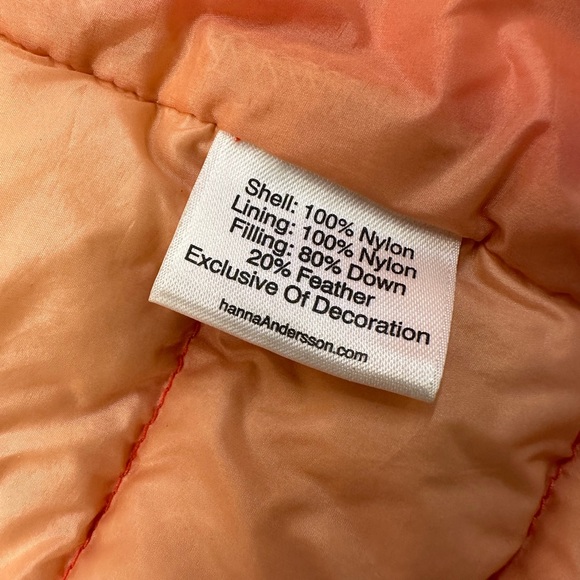 Shell: 100% Nylon
Lining: 100% Nylon
Filling: 80% Down
20% Feather
Exclusive Of Decoration
hannaAndersson.com